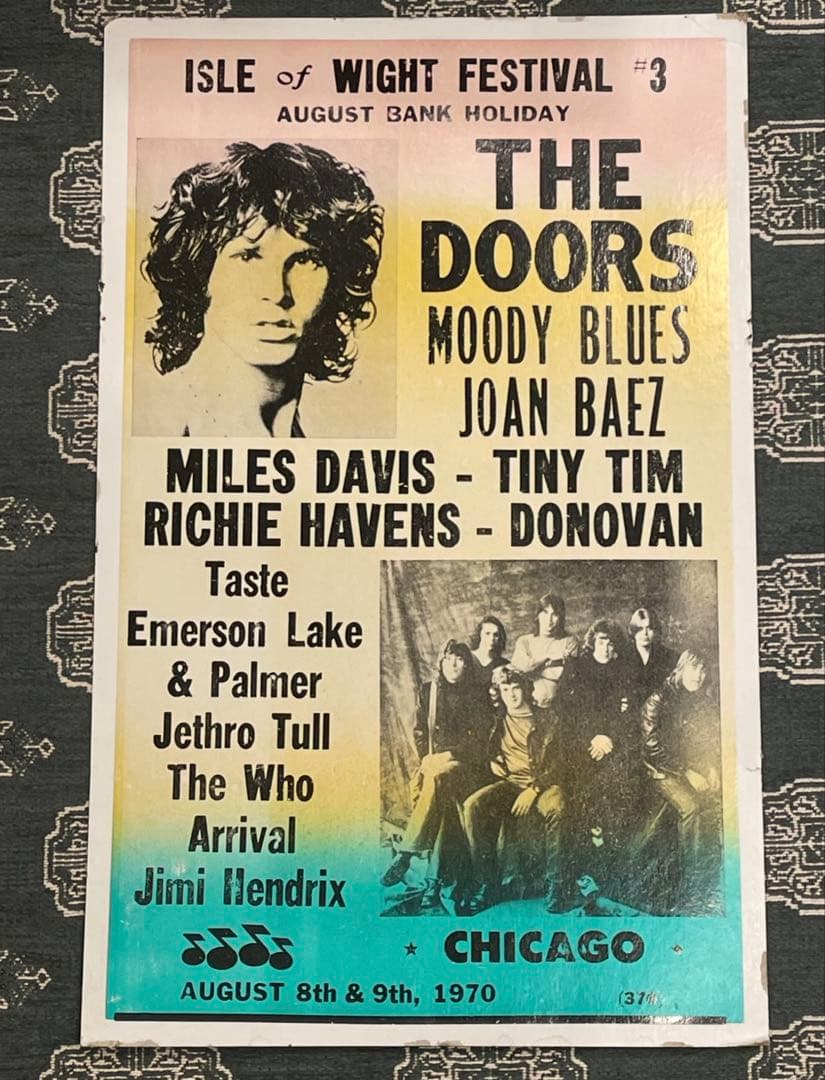 ISLE of WIGHT FESTIVAL #3
AUGUST BANK HOLIDAY
THE
DOORS
MOODY BLUES
JOAN BAEZ
MILES DAVIS - TINY TIM
RICHIE HAVENS - DONOVAN
Taste
Emerson Lake
& Palmer
Jethro Tull
The Who
Arrival
Jimi Hendrix
★ CHICAGO ★
AUGUST 8th & 9th, 1970